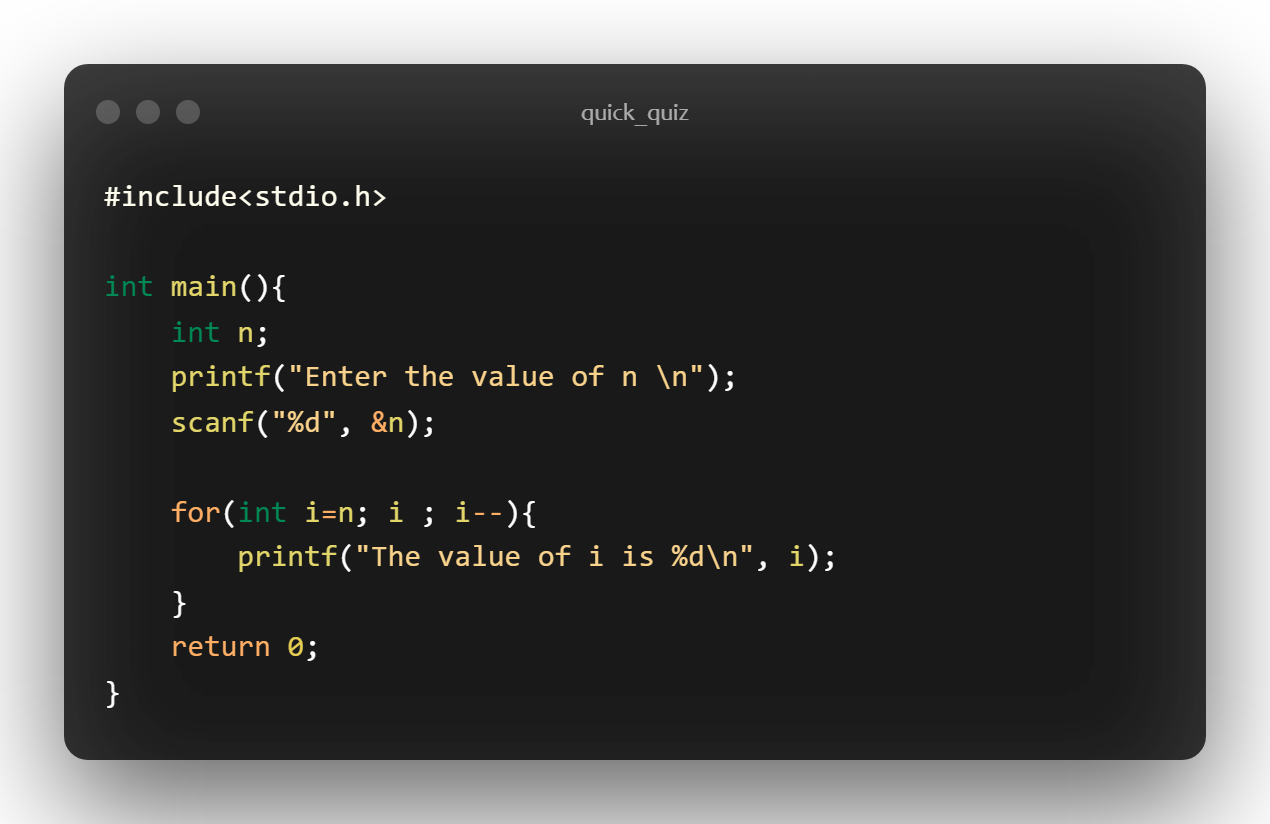 quick_quiz
#include<stdio.h>
int main(){
    int n;
    printf("Enter the value of n \n");
    scanf("%d", &n);
    for(int i=n; i ; i--){
        printf("The value of i is %d\n", i);
    }
    return 0;
}